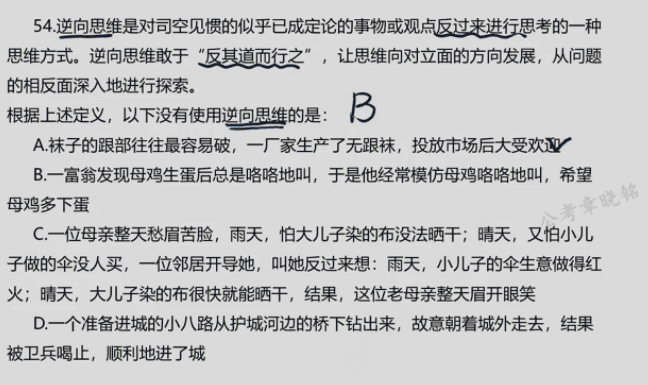 54.逆向思维是对司空见惯的似乎已成定论的事物或观点反过来进行思考的一种
思维方式。逆向思维敢于“反其道而行之”，让思维向对立面的方向发展，从问题
的相反面深入地进行探索。
根据上述定义，以下没有使用逆向思维的是： B
A.袜子的跟部往往最容易破，一厂家生产了无跟袜，投放市场后大受欢迎
B.一富翁发现母鸡生蛋后总是咯咯地叫，于是他经常模仿母鸡咯咯地叫，希望
母鸡多下蛋
公考章晓铭
C.一位母亲整天愁眉苦脸，雨天，怕大儿子染的布没法晒干；晴天，又怕小儿
子做的伞没人买，一位邻居开导她，叫她反过来想：雨天，小儿子的伞生意做得红
火；晴天，大儿子染的布很快就能晒干，结果，这位老母亲整天眉开眼笑
D.一个准备进城的小八路从护城河边的桥下钻出来，故意朝着城外走去，结果
被卫兵喝止，顺利地进了城